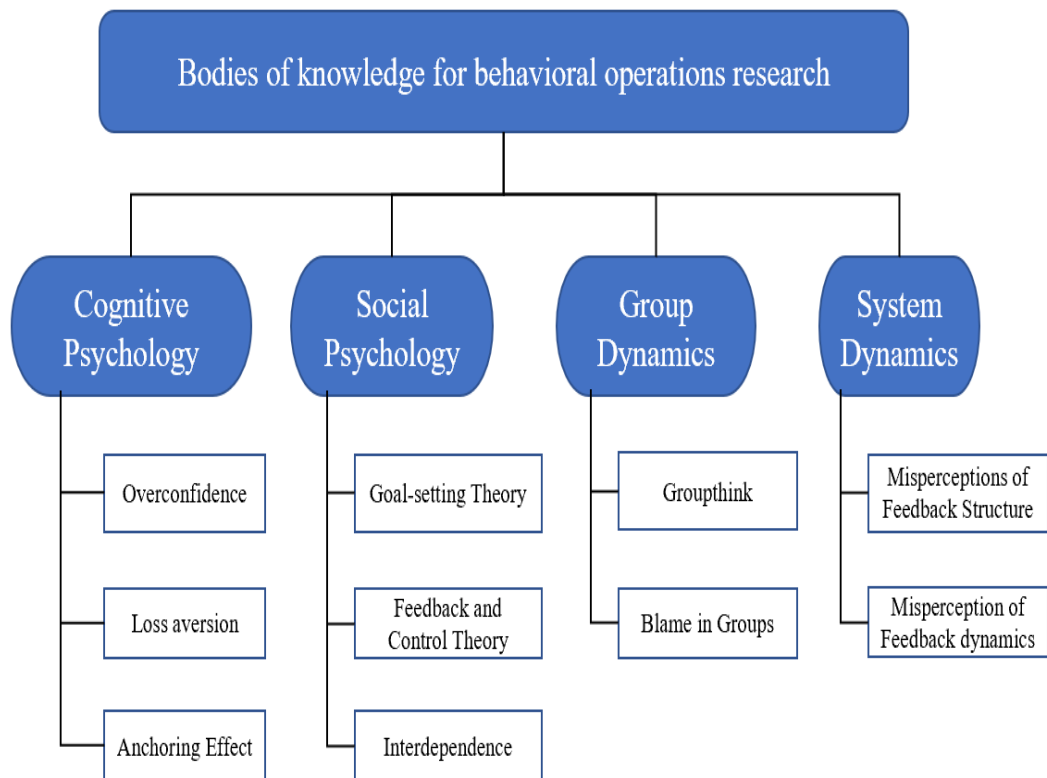 Bodies of knowledge for behavioral operations research
Cognitive
Psychology
Social
Psychology
Group
Dynamics
System
Dynamics
Overconfidence
Loss aversion
Anchoring Effect
Goal-setting Theory
Feedback and
Control Theory
Interdependence
Groupthink
Blame in Groups
Misperceptions of
Feedback Structure
Misperception of
Feedback dynamics